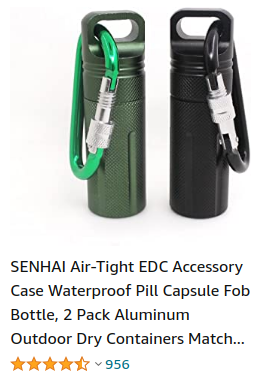 SENHAI Air-Tight EDC Accessory
Case Waterproof Pill Capsule Fob
Bottle, 2 Pack Aluminum
Outdoor Dry Containers Match...
956